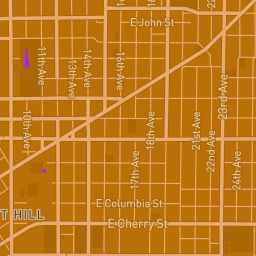 E John St
11th Ave
13th Ave
14th Ave
16th Ave
10th Ave
17th Ave
18th Ave
21st Ave
22nd Ave
23rd Ave
24th Ave
E Columbia St
T HILL
E Cherry St